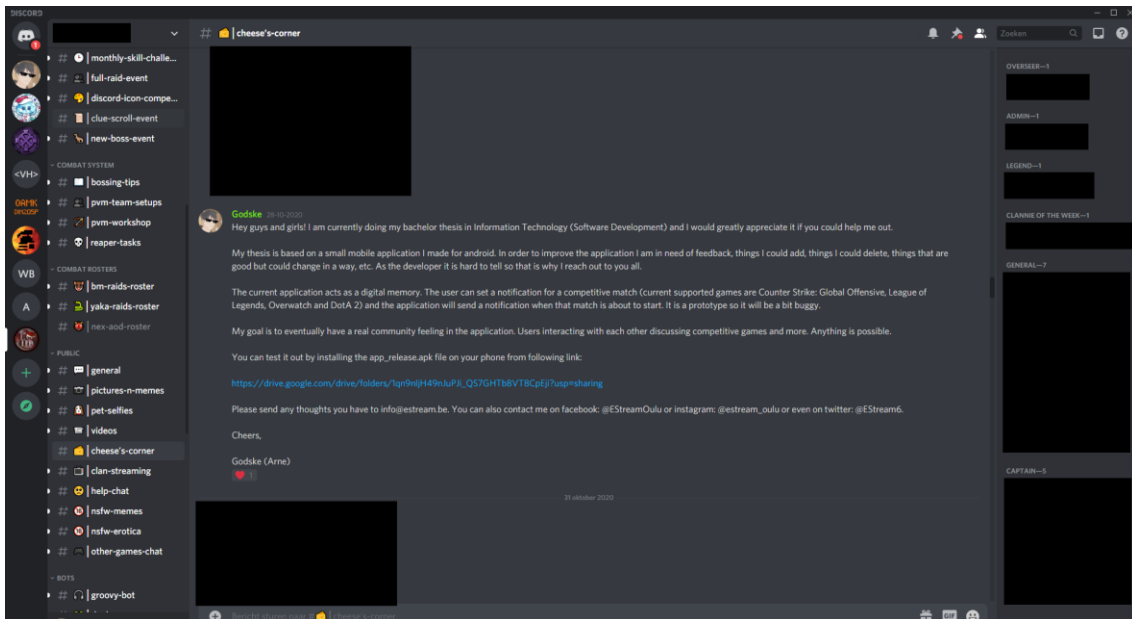 DISCORD
# | cheese's-corner
Zoeken
<VH>
OAMK
WB
A
# | monthly-skill-challe...
# | full-raid-event
# | discord-icon-compe...
# | clue-scroll-event
# | new-boss-event
COMBAT SYSTEM
# | bossing-tips
# | pvm-team-setups
# | pvm-workshop
# | reaper-tasks
COMBAT ROSTERS
# | bm-raids-roster
# | yaka-raids-roster
# | nex-aod-roster
PUBLIC
# | general
# | pictures-n-memes
# | pet-selfies
# | videos
# | cheese's-corner
# | clan-streaming
# | help-chat
# | nsfw-memes
# | nsfw-erotica
# | other-games-chat
BOTS
# | groovy-bot
Godske 28-10-2020
Hey guys and girls! I am currently doing my bachelor thesis in Information Technology (Software Development) and I would greatly appreciate it if you could help me out.
My thesis is based on a small mobile application I made for android. In order to improve the application I am in need of feedback, things I could add, things I could delete, things that are
good but could change in a way, etc. As the developer it is hard to tell so that is why I reach out to you all.
The current application acts as a digital memory. The user can set a notification for a competitive match (current supported games are Counter Strike: Global Offensive, League of
Legends, Overwatch and DotA 2) and the application will send a notification when that match is about to start. It is a prototype so it will be a bit buggy.
My goal is to eventually have a real community feeling in the application. Users interacting with each other discussing competitive games and more. Anything is possible.
You can test it out by installing the app_release.apk file on your phone from following link:
https://drive.google.com/drive/folders/
Please send any thoughts you have to info@estream.be. You can also contact me on facebook: @EStreamOulu or instagram: @estream_oulu or even on twitter: @EStream6.
Cheers,
Godske (Arne)
1
31 oktober 2020
Bericht sturen naar # | cheese's-corner
GIF
OVERSEER—1
ADMIN—1
LEGEND—1
CLANNIE OF THE WEEK—1
GENERAL—7
CAPTAIN—5